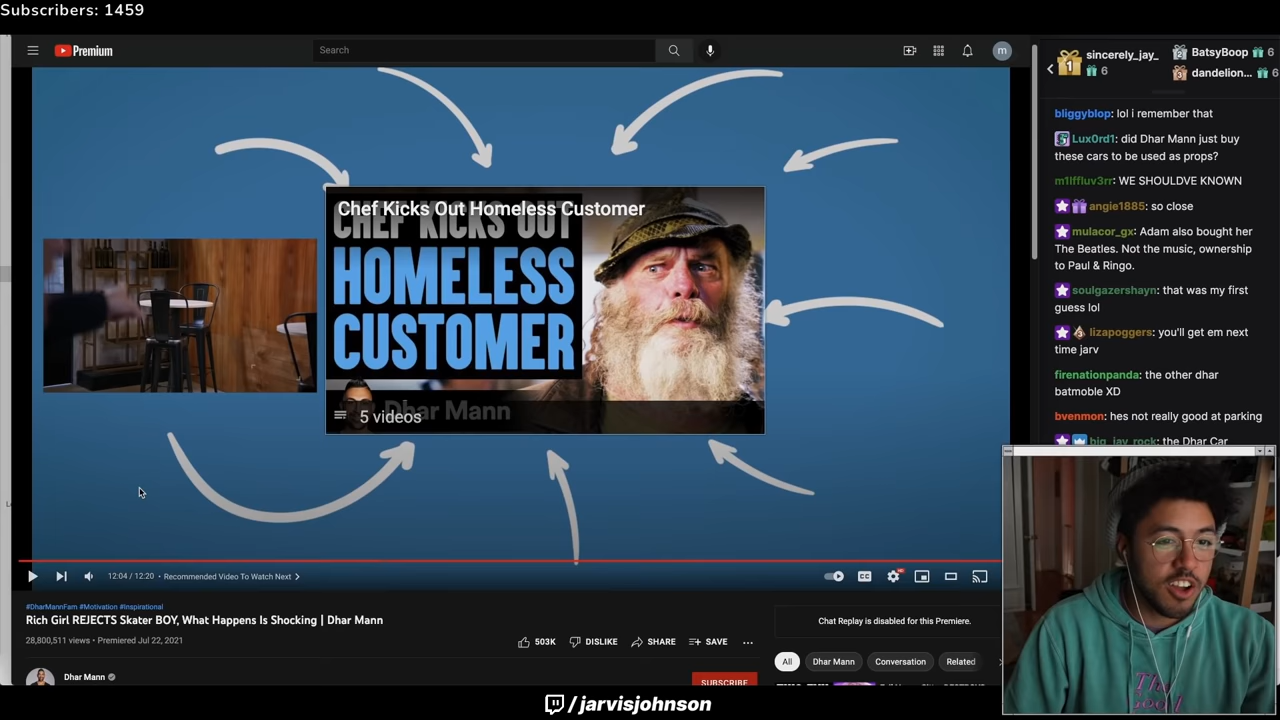 Subscribers: 1459
Premium
Search
m
sincerely_jay_
6
BatsyBoop 6
dandelion... 6
bliggyblop: lol i remember that
Lux0rd1: did Dhar Mann just buy
these cars to be used as props?
m1lffluv3rr: WE SHOULDVE KNOWN
angie1885: so close
mulacor_gx: Adam also bought her
The Beatles. Not the music, ownership
to Paul & Ringo.
soulgazershayn: that was my first
guess lol
lizapoggers: you'll get em next
time jarv
firenationpanda: the other dhar
batmoble XD
bvenmon: hes not really good at parking
big_jay_rock: the Dhar Car
Chef Kicks Out Homeless Customer
CHEF KICKS OUT
HOMELESS
CUSTOMER
Dhar Mann
5 videos
12:04 / 12:20 • Recommended Video To Watch Next
#DharMannFam #Motivation #Inspirational
Rich Girl REJECTS Skater BOY, What Happens Is Shocking | Dhar Mann
28,800,511 views • Premiered Jul 22, 2021
503K
DISLIKE
SHARE
SAVE
Dhar Mann
SUBSCRIBE
Chat Replay is disabled for this Premiere.
All
Dhar Mann
Conversation
Related
/jarvisjohnson